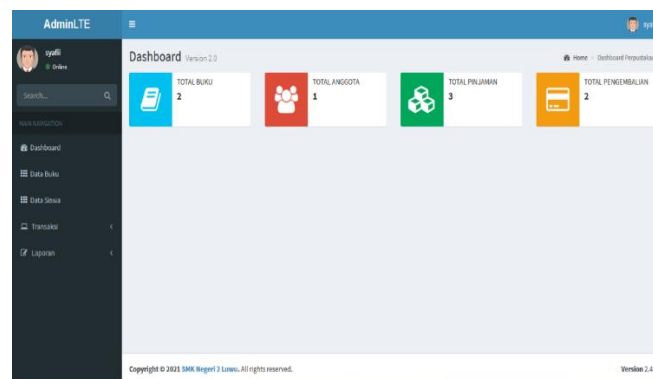 AdminLTE
syafii
Online
Search...
MAIN NAVIGATION
Dashboard
Data Buku
Data Siswa
Transaksi
Laporan
Dashboard Version 2.0
Home
TOTAL BUKU
2
TOTAL ANGGOTA
1
TOTAL PINJAMAN
3
TOTAL PENGEMBALIAN
2
Copyright © 2021 SMK Negeri 2 Luwu. All rights reserved.
Version 2.4